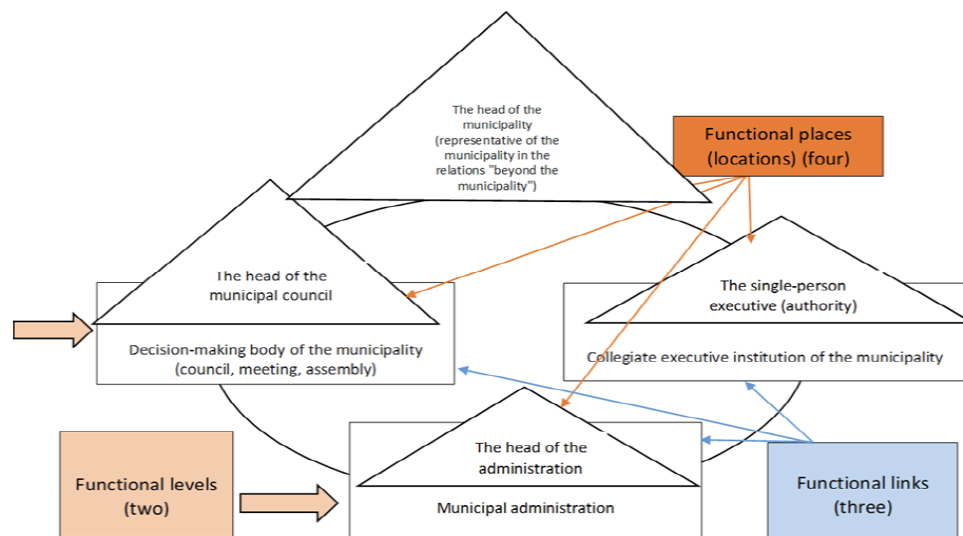 The head of the
municipality
(representative of the
municipality in the
relations "beyond the
municipality")
Functional places
(locations) (four)
The head of the
municipal council
The single-person
executive (authority)
Decision-making body of the municipality
(council, meeting, assembly)
Collegiate executive institution of the municipality
The head of the
administration
Municipal administration
Functional levels
(two)
Functional links
(three)